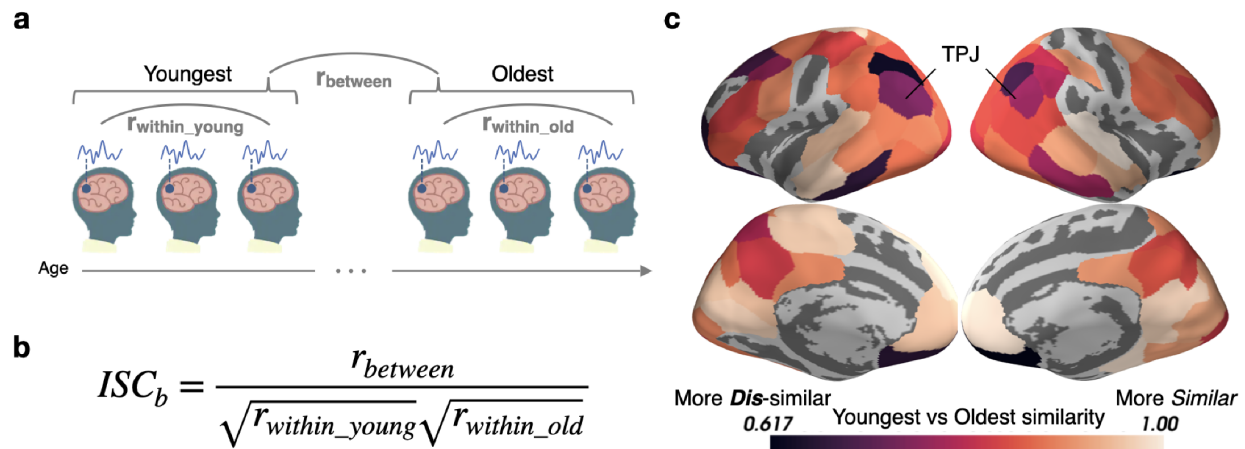 a
Youngest
r_between
Oldest
r_within_young
r_within_old
Age
...
b
ISC_b = r_between / √r_within_young √r_within_old
c
TPJ
More Dis-similar
More Similar
0.617
Youngest vs Oldest similarity
1.00